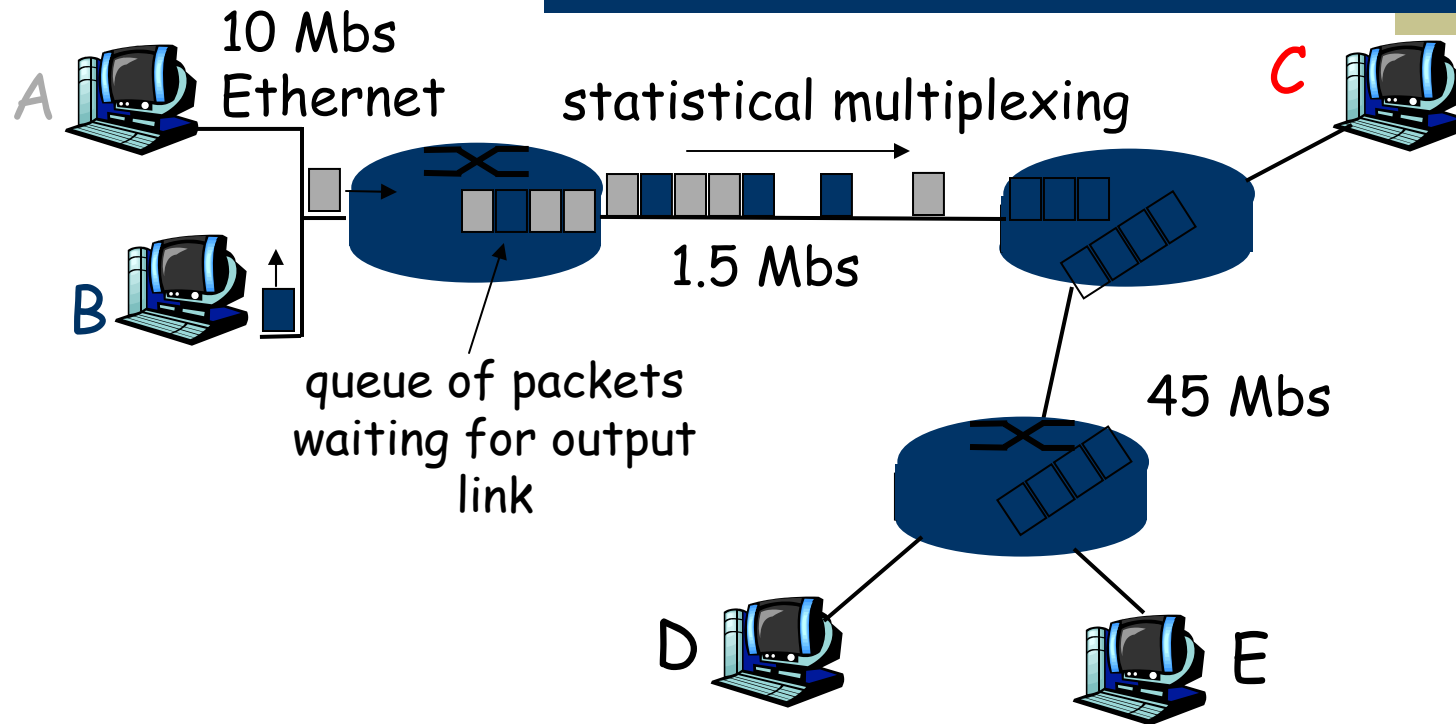 10 Mbs
Ethernet
A
statistical multiplexing
C
1.5 Mbs
B
queue of packets
waiting for output
link
45 Mbs
D
E